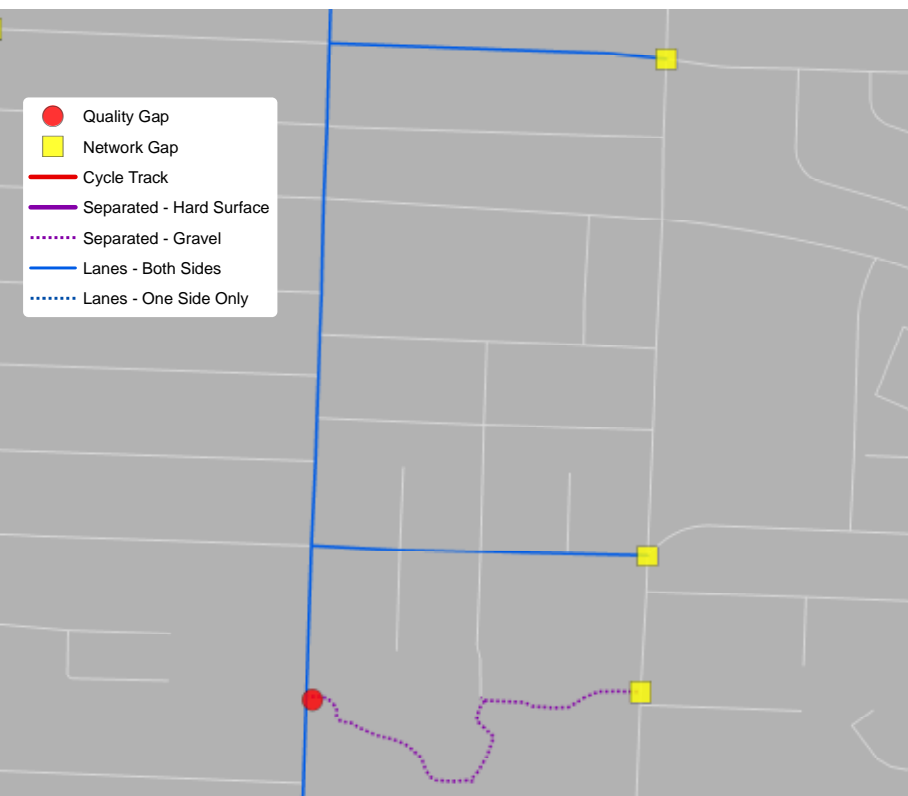 Quality Gap
Network Gap
Cycle Track
Separated - Hard Surface
Separated - Gravel
Lanes - Both Sides
Lanes - One Side Only